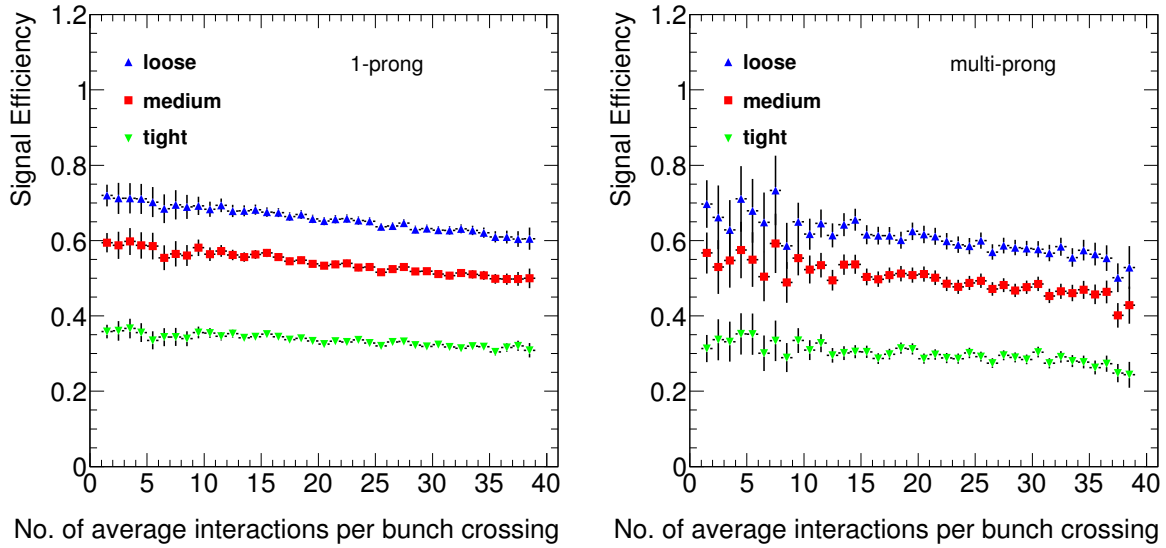 Signal Efficiency
1.2
1
0.8
0.6
0.4
0.2
0
loose
medium
tight
1-prong
0 5 10 15 20 25 30 35 40
No. of average interactions per bunch crossing
Signal Efficiency
1.2
1
0.8
0.6
0.4
0.2
0
loose
medium
tight
multi-prong
0 5 10 15 20 25 30 35 40
No. of average interactions per bunch crossing